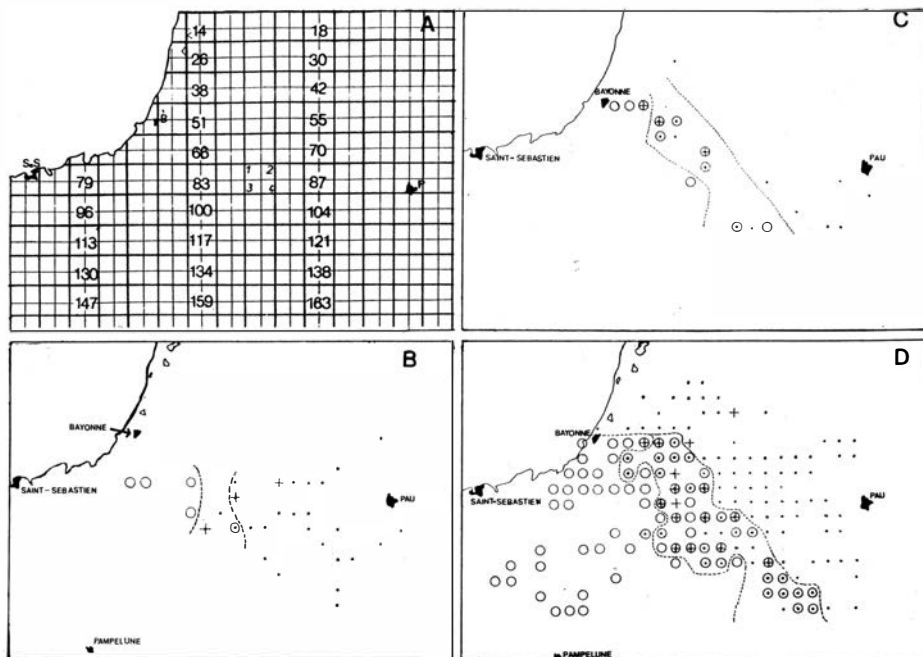 A
14 18
26 30
38 42
51 55
B
68 70
S-S
1 2
79 83 87
3 4
P
96 100 104
113 117 121
130 134 138
147 159 163
C
BAYONNE
SAINT-SEBASTIEN
PAU
B
BAYONNE
SAINT-SEBASTIEN
PAU
PAMPELUNE
D
BAYONNE
SAINT-SEBASTIEN
PAU
PAMPELUNE